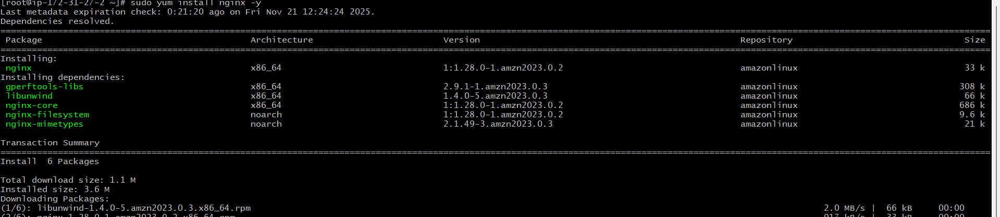 [root@ip-172-31-27-2 ~]# sudo yum install nginx -y
Last metadata expiration check: 0:21:20 ago on Fri Nov 21 12:24:24 2025.
Dependencies resolved.
================================================================================
Package Architecture Version Repository Size
================================================================================
Installing:
nginx x86_64 1:1.28.0-1.amzn2023.0.2 amazonlinux 33 k
Installing dependencies:
gperftools-libs x86_64 2.9.1-1.amzn2023.0.3 amazonlinux 308 k
libunwind x86_64 1.4.0-5.amzn2023.0.3 amazonlinux 66 k
nginx-core x86_64 1:1.28.0-1.amzn2023.0.2 amazonlinux 686 k
nginx-filesystem noarch 1:1.28.0-1.amzn2023.0.2 amazonlinux 9.6 k
nginx-mimetypes noarch 2.1.49-3.amzn2023.0.3 amazonlinux 21 k
Transaction Summary
================================================================================
Install 6 Packages
Total download size: 1.1 M
Installed size: 3.6 M
Downloading Packages:
(1/6): libunwind-1.4.0-5.amzn2023.0.3.x86_64.rpm 2.0 MB/s | 66 kB 00:00
(2/6): nginx-1.28.0-1.amzn2023.0.2.x86_64.rpm 917 kB/s | 33 kB 00:00